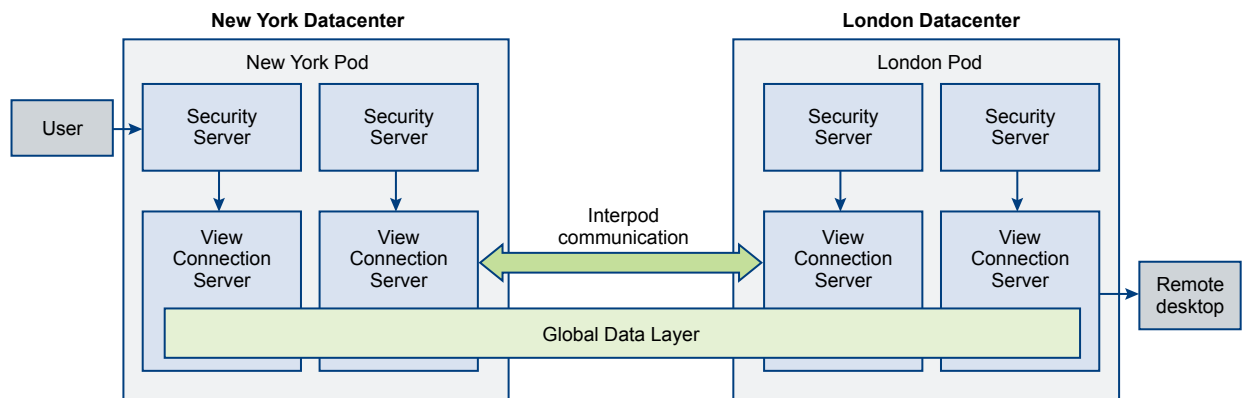 New York Datacenter
London Datacenter
New York Pod
London Pod
User
Security
Server
Security
Server
Security
Server
Security
Server
Interpod
communication
View
Connection
Server
View
Connection
Server
View
Connection
Server
View
Connection
Server
Remote
desktop
Global Data Layer